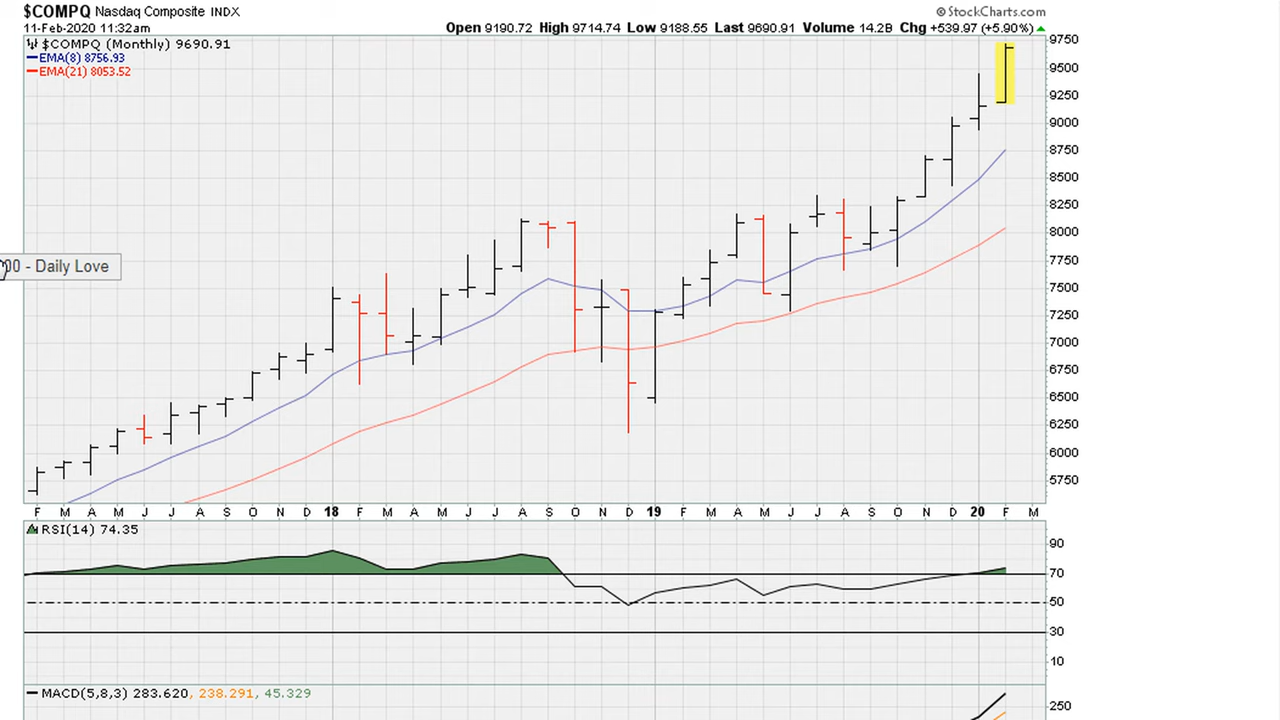 $COMPQ Nasdaq Composite INDX
© StockCharts.com
11-Feb-2020 11:32am
Open 9190.72 High 9714.74 Low 9188.55 Last 9690.91 Volume 14.2B Chg +539.97 (+5.90%)
$COMPQ (Monthly) 9690.91
EMA(8) 8756.93
EMA(21) 8053.52
9750
9500
9250
9000
8750
8500
8250
8000
7750
7500
7250
7000
6750
6500
6250
6000
5750
00 - Daily Love
F M A M J J A S O N D 18 F M A M J J A S O N D 19 F M A M J J A S O N D 20 F M
RSI(14) 74.35
90
70
50
30
10
MACD(5,8,3) 283.620, 238.291, 45.329
250